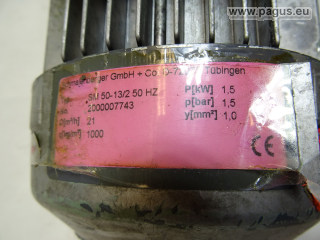 www.pagus.eu
GmbH + Co
Tübingen
SM 50-13/2 50 HZ
P[kW] 1.5
2000007743
p[bar] 1,5
21
y[mm²] 1,0
1000
CE